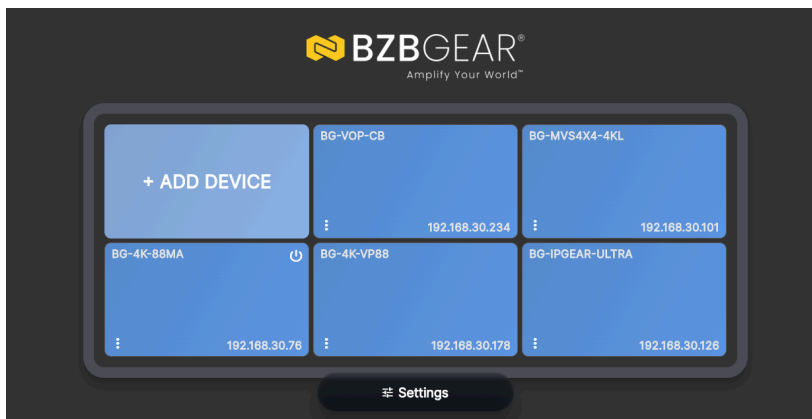 BZBGEAR®
Amplify Your World™
+ ADD DEVICE
BG-VOP-CB
192.168.30.234
BG-MVS4X4-4KL
192.168.30.101
BG-4K-88MA
192.168.30.76
BG-4K-VP88
192.168.30.178
BG-IPGEAR-ULTRA
192.168.30.126
Settings